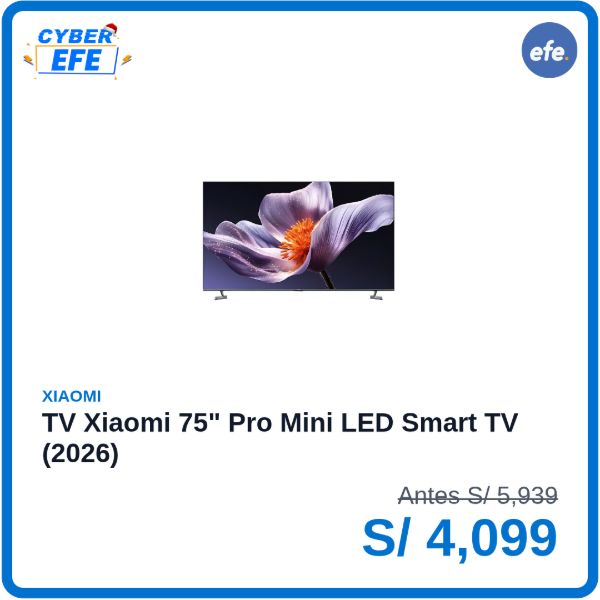 CYBER
EFE
efe.
XIAOMI
TV Xiaomi 75" Pro Mini LED Smart TV
(2026)
Antes S/ 5,939
S/ 4,099